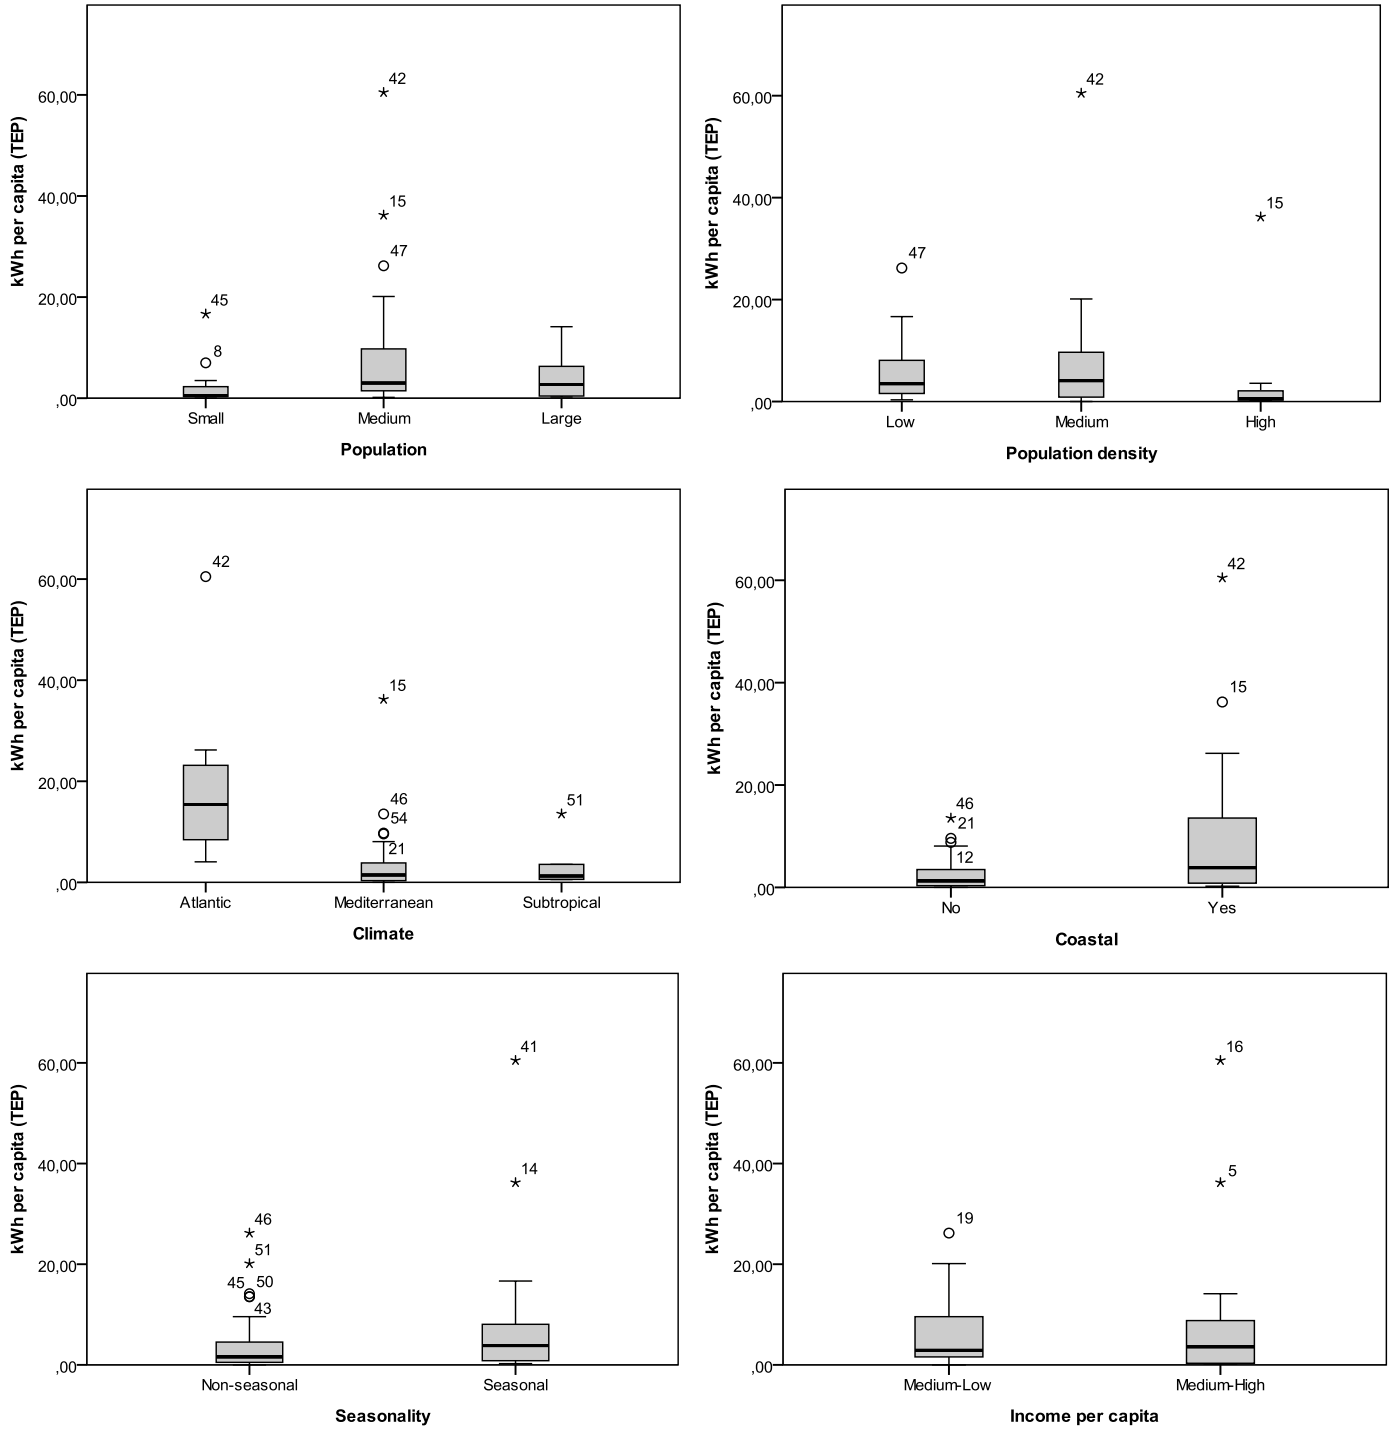 kWh per capita (TEP)
60,00
40,00
20,00
,00
42
15
47
45
8
Small
Medium
Large
Population
kWh per capita (TEP)
60,00
40,00
20,00
,00
42
15
47
Low
Medium
High
Population density
kWh per capita (TEP)
60,00
40,00
20,00
,00
42
15
46
54
21
51
Atlantic
Mediterranean
Subtropical
Climate
kWh per capita (TEP)
60,00
40,00
20,00
,00
42
15
46
21
12
No
Yes
Coastal
kWh per capita (TEP)
60,00
40,00
20,00
,00
41
14
46
51
45 50
43
Non-seasonal
Seasonal
Seasonality
kWh per capita (TEP)
60,00
40,00
20,00
,00
16
5
19
Medium-Low
Medium-High
Income per capita